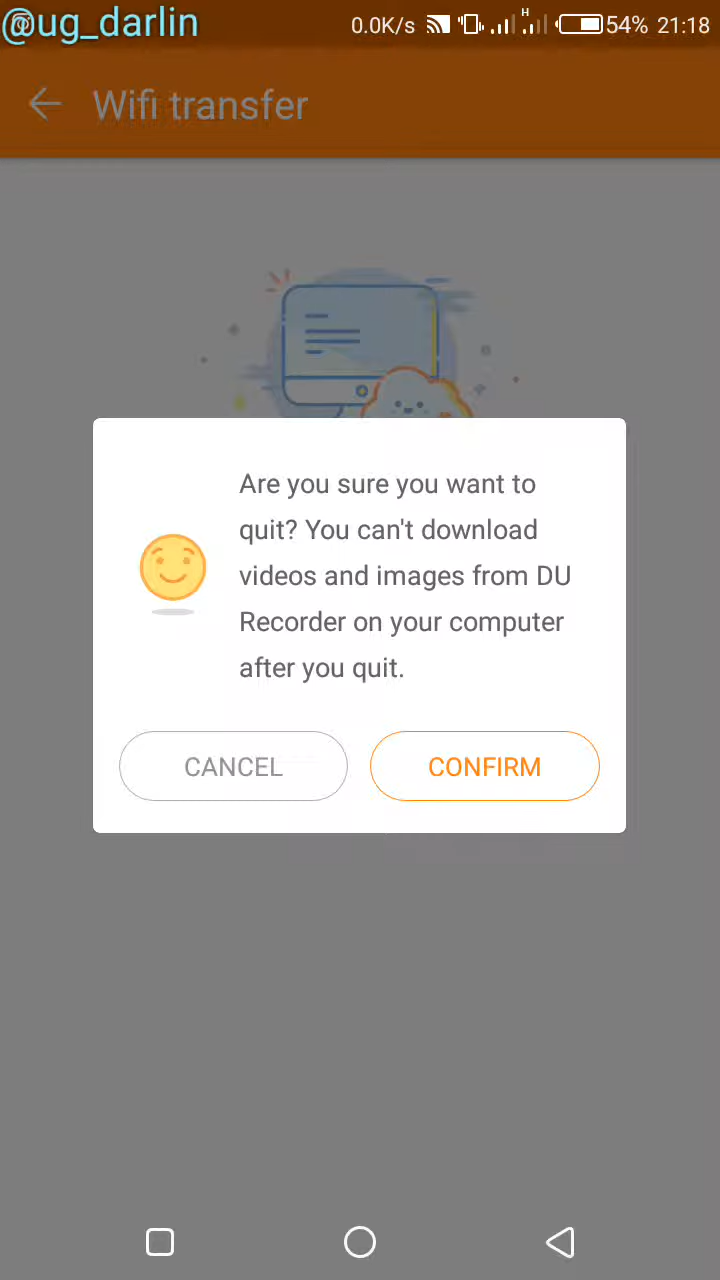 @ug_darlin 0.0K/s H 54% 21:18
Wifi transfer
Are you sure you want to
quit? You can't download
videos and images from DU
Recorder on your computer
after you quit.
CANCEL CONFIRM